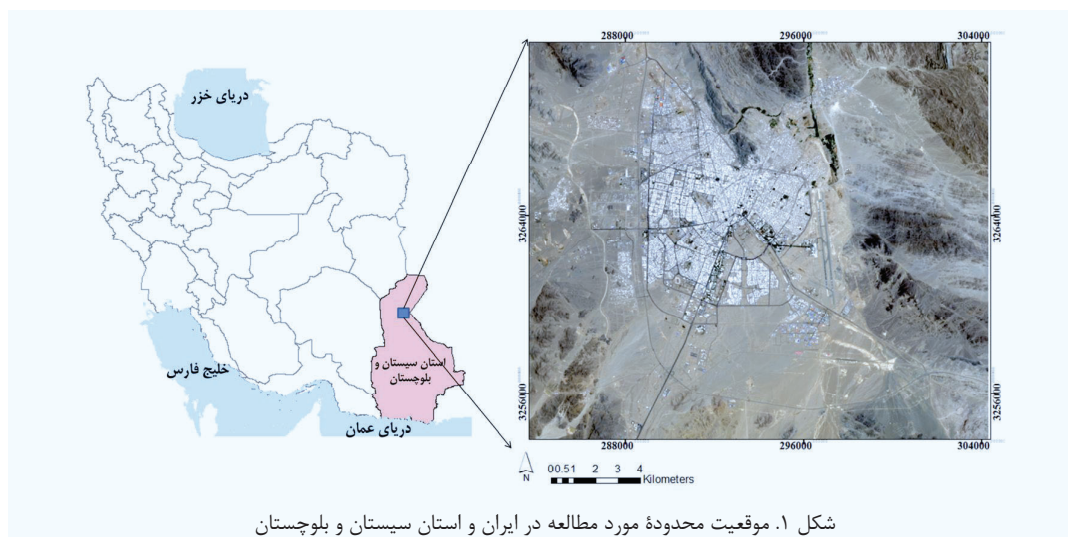 دریای خزر
خلیج فارس
دریای عمان
استان سیستان و
بلوچستان
288000
296000
304000
3264000
3264000
3256000
3256000
288000
296000
304000
N
0 0.5 1 2 3 4
Kilometers
شکل ۱. موقعیت محدودۀ مورد مطالعه در ایران و استان سیستان و بلوچستان